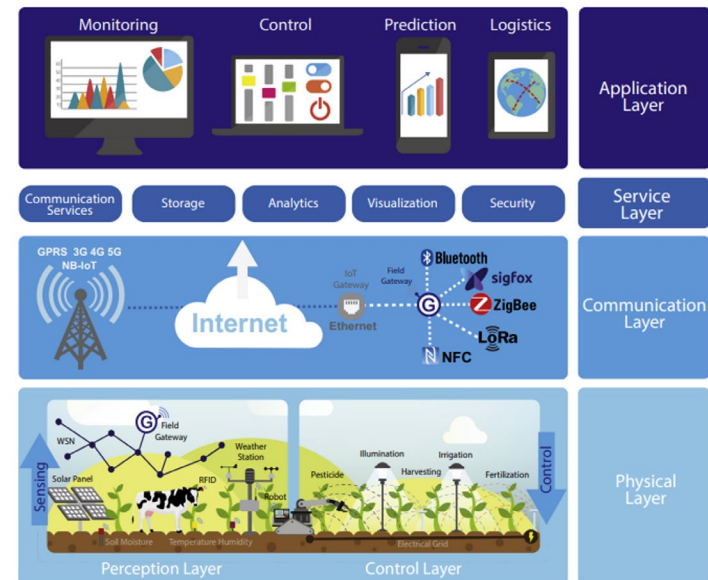 Monitoring
Control
Prediction
Logistics
Application
Layer
Communication
Services
Storage
Analytics
Visualization
Security
Service
Layer
GPRS 3G 4G 5G
NB-IoT
Internet
IoT
Gateway
Ethernet
Field
Gateway
G
Bluetooth
sigfox
Z
ZigBee
LoRa
N
NFC
Communication
Layer
Sensing
WSN
G
Field
Gateway
Solar Panel
RFID
Weather
Station
Robot
Soil Moisture
Temperature Humidity
Perception Layer
Pesticide
Illumination
Harvesting
Irrigation
Fertilization
Control
Electrical Grid
Control Layer
Physical
Layer